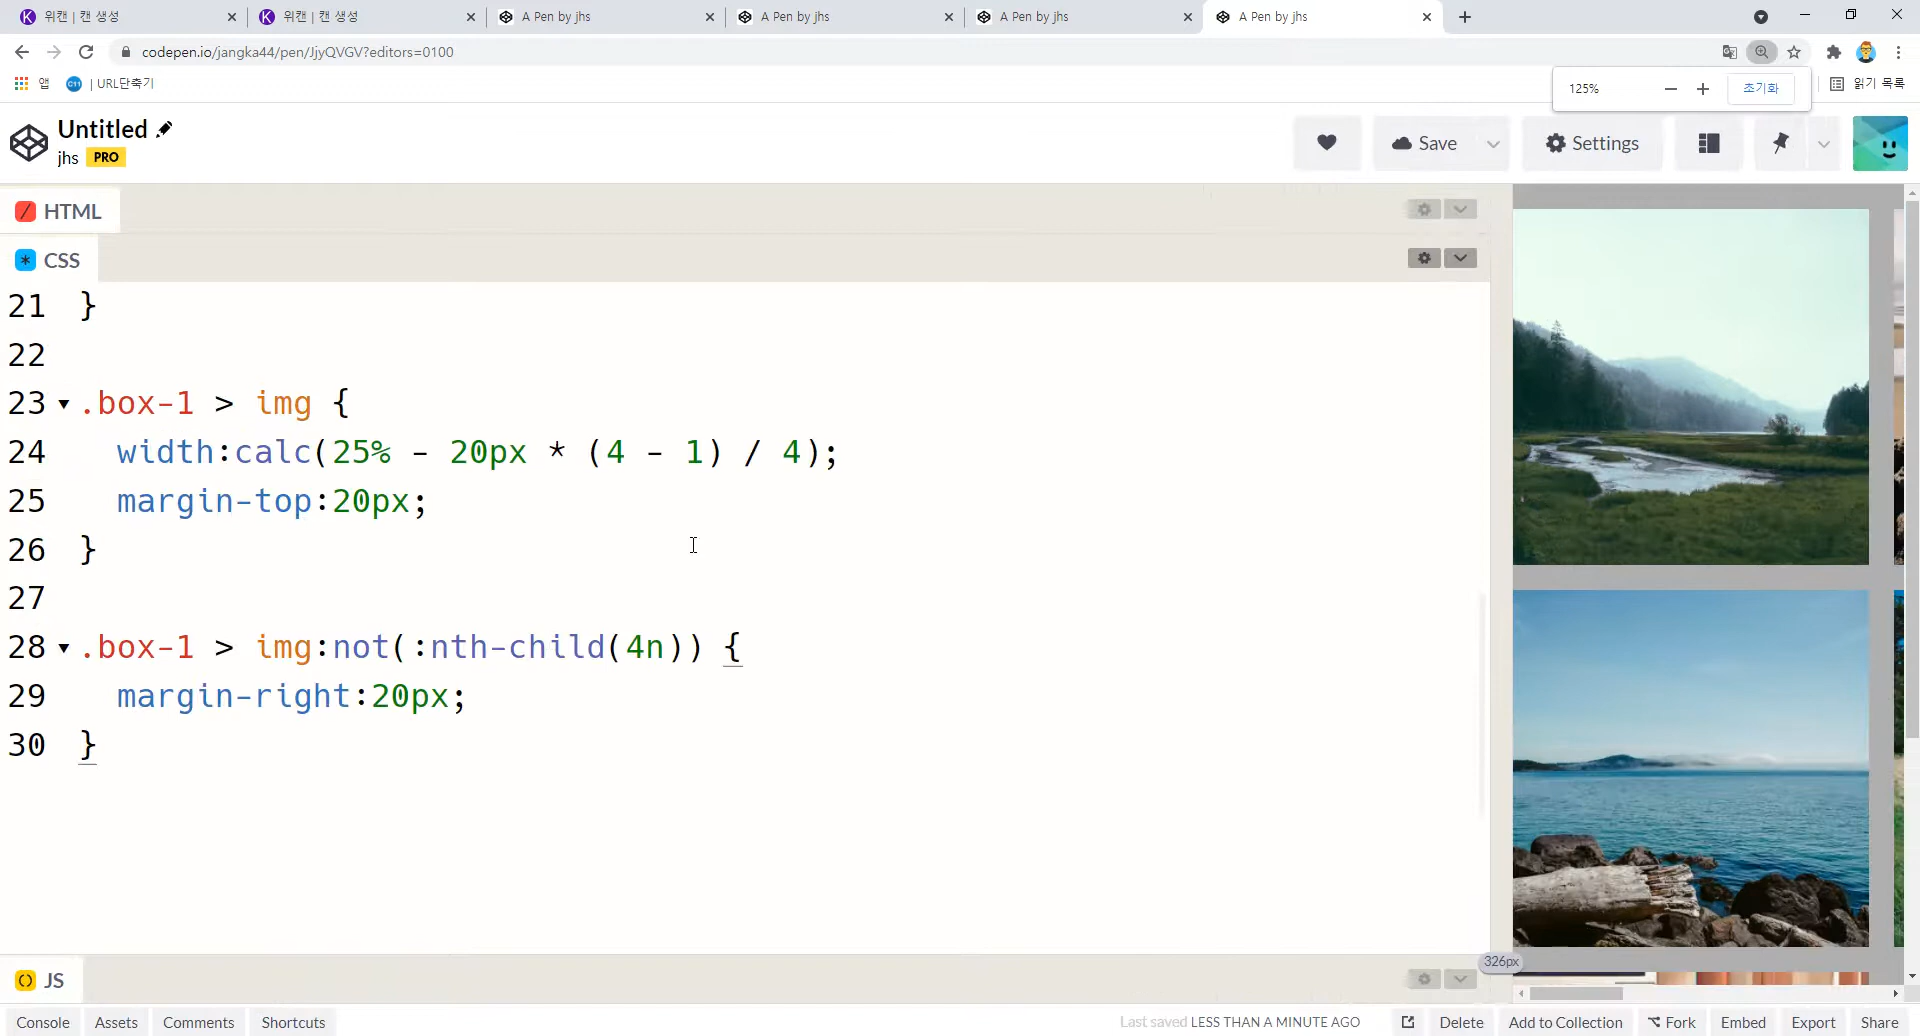 위캔 | 캔 생성
위캔 | 캔 생성
A Pen by jhs
A Pen by jhs
A Pen by jhs
A Pen by jhs
codepen.io/jangka44/pen/JjyQVGV?editors=0100
앱
C11
| URL단축기
읽기 목록
125%
초기화
Untitled
jhs PRO
Save
Settings
HTML
CSS
21 }
22
23 .box-1 > img {
24 width:calc(25% - 20px * (4 - 1) / 4);
25 margin-top:20px;
26 }
27
28 .box-1 > img:not(:nth-child(4n)) {
29 margin-right:20px;
30 }
326px
JS
Console Assets Comments Shortcuts
Last saved LESS THAN A MINUTE AGO
Delete Add to Collection Fork Embed Export Share